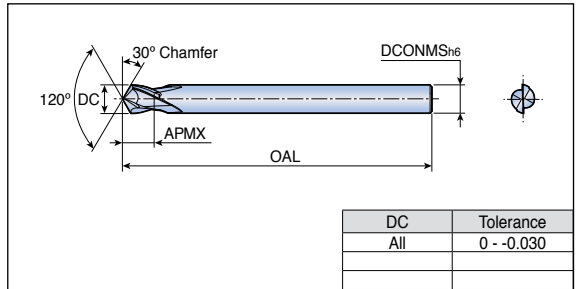 30º Chamfer
DCONMSh6
120º
DC
APMX
OAL
DC Tolerance
All 0 - -0.030